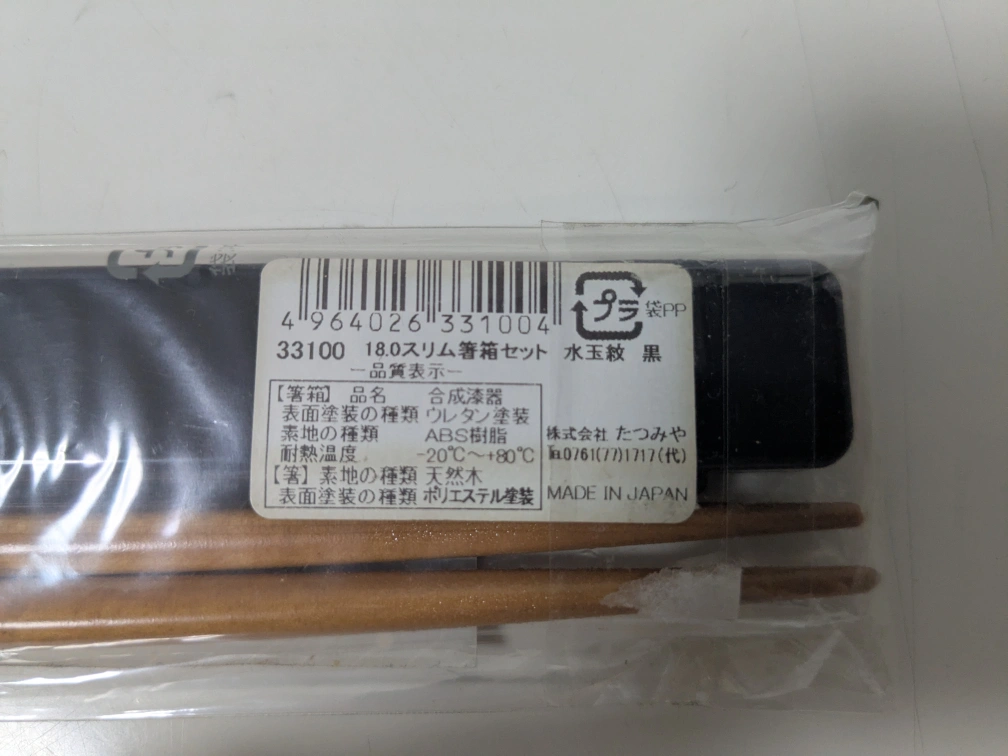 4 964026 331004
プラ 袋PP
33100 18.0スリム箸箱セット 水玉紋 黒
ー品質表示ー
【箸箱】 品名 合成漆器
表面塗装の種類 ウレタン塗装
素地の種類 ABS樹脂
耐熱温度 -20℃~+80℃
【箸】 素地の種類 天然木
表面塗装の種類 ポリエステル塗装
株式会社 たつみや
℡0761(77)1717(代)
MADE IN JAPAN